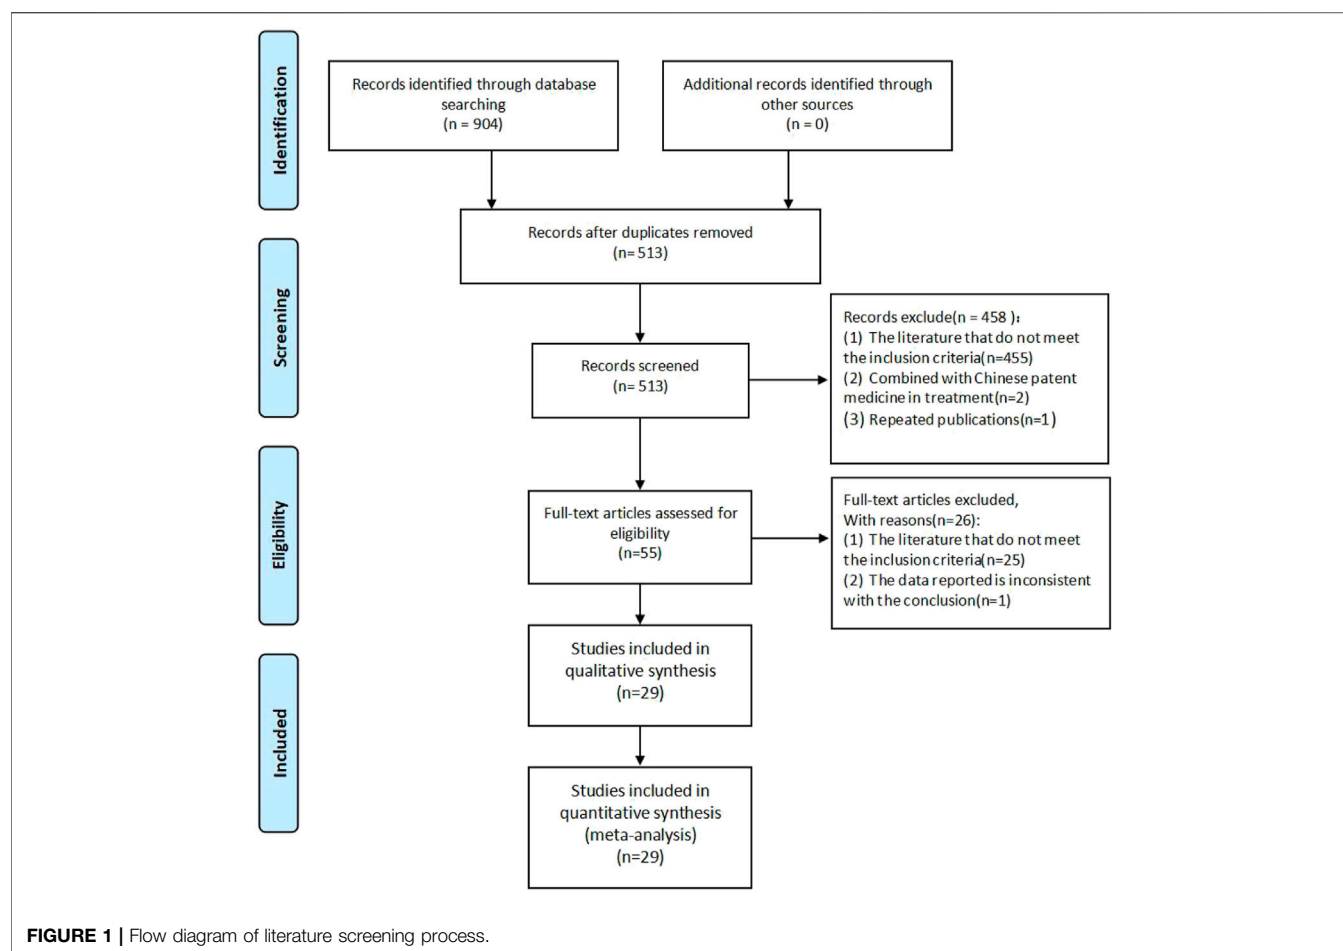 Identification
Records identified through database
searching
(n = 904)
Additional records identified through
other sources
(n = 0)
Records after duplicates removed
(n= 513)
Screening
Records screened
(n= 513)
Records exclude(n = 458 ):
(1) The literature that do not meet
the inclusion criteria(n=455)
(2) Combined with Chinese patent
medicine in treatment(n=2)
(3) Repeated publications(n=1)
Eligibility
Full-text articles assessed for
eligibility
(n=55)
Full-text articles excluded,
With reasons(n=26):
(1) The literature that do not meet
the inclusion criteria(n=25)
(2) The data reported is inconsistent
with the conclusion(n=1)
Included
Studies included in
qualitative synthesis
(n=29)
Studies included in
quantitative synthesis
(meta-analysis)
(n=29)
FIGURE 1 | Flow diagram of literature screening process.